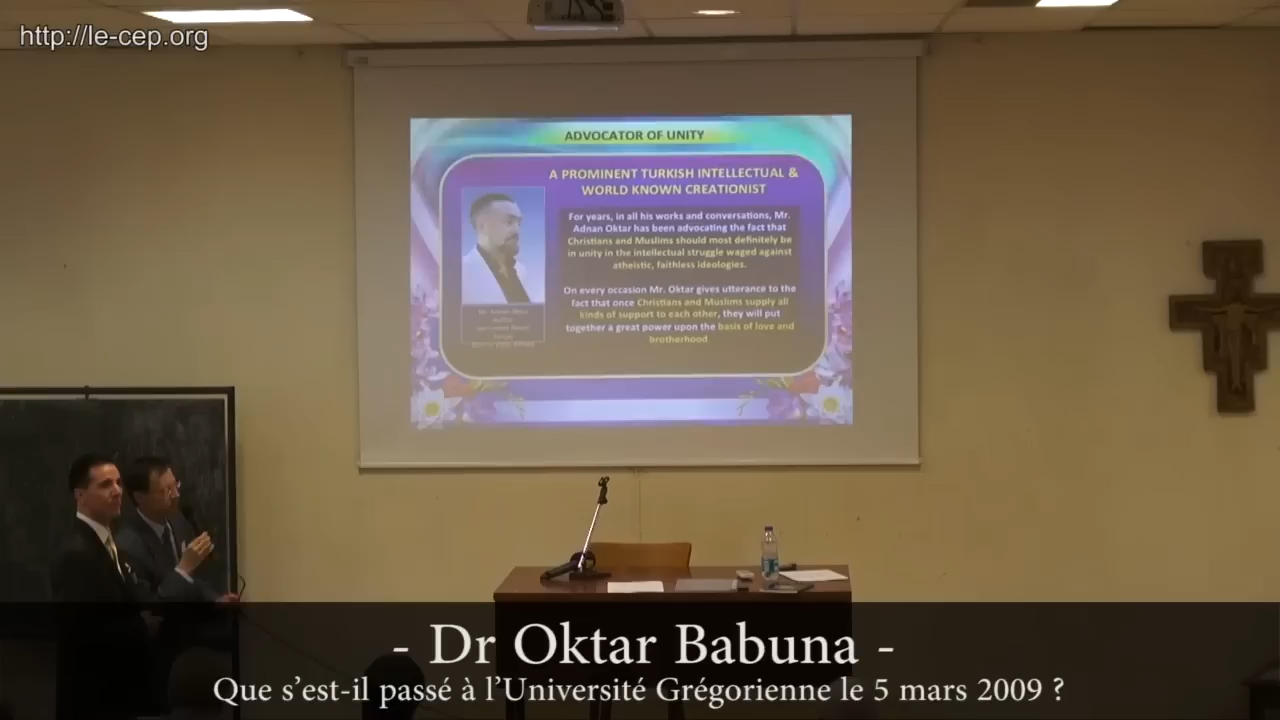 http://le-cep.org
ADVOCATOR OF UNITY
A PROMINENT TURKISH INTELLECTUAL &
WORLD KNOWN CREATIONIST
For years, in all his works and conversations, Mr.
Adnan Oktar has been advocating the fact that
Christians and Muslims should most definitely be
in unity in the intellectual struggle waged against
atheistic, faithless ideologies.
On every occasion Mr. Oktar gives utterance to the
fact that once Christians and Muslims supply all
kinds of support to each other, they will put
together a great power upon the basis of love and
brotherhood
- Dr Oktar Babuna -
Que s'est-il passé à l'Université Grégorienne le 5 mars 2009 ?